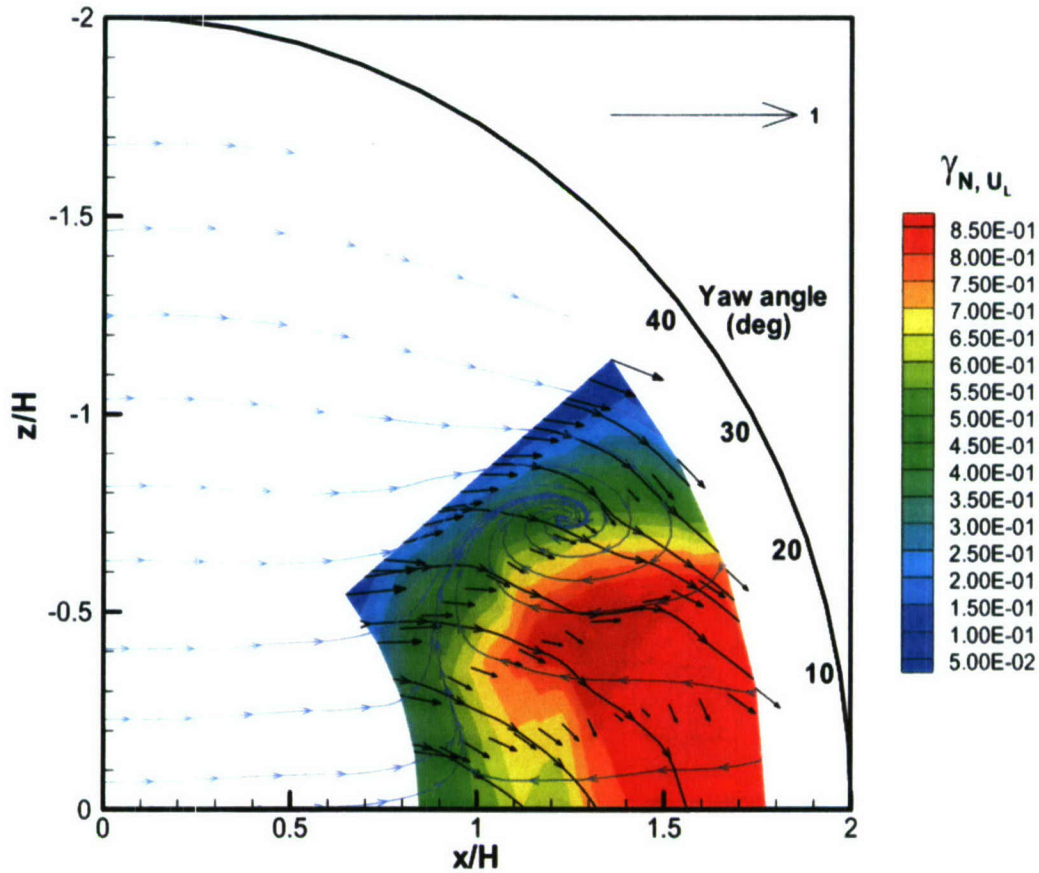 -2
-1.5
-1
-0.5
0
z/H
0
0.5
1
1.5
2
x/H
1
Yaw angle
(deg)
40
30
20
10
γN, UL
8.50E-01
8.00E-01
7.50E-01
7.00E-01
6.50E-01
6.00E-01
5.50E-01
5.00E-01
4.50E-01
4.00E-01
3.50E-01
3.00E-01
2.50E-01
2.00E-01
1.50E-01
1.00E-01
5.00E-02